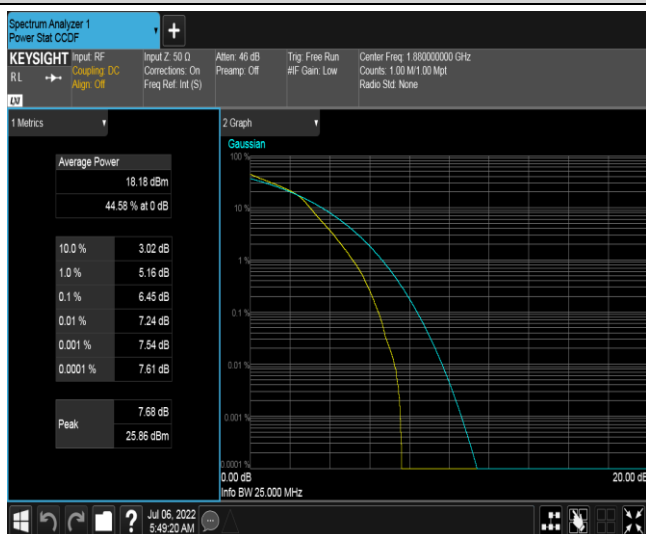 Spectrum Analyzer 1
Power Stat CCDF
+
KEYSIGHT
RL
LXI
Input: RF
Coupling: DC
Align: Off
Input Z: 50 Ω
Corrections: On
Freq Ref: Int (S)
Atten: 46 dB
Preamp: Off
Trig: Free Run
#IF Gain: Low
Center Freq: 1.880000000 GHz
Counts: 1.00 M/1.00 Mpt
Radio Std: None
1 Metrics
Average Power
18.18 dBm
44.58 % at 0 dB
10.0 % 3.02 dB
1.0 % 5.16 dB
0.1 % 6.45 dB
0.01 % 7.24 dB
0.001 % 7.54 dB
0.0001 % 7.61 dB
Peak
7.68 dB
25.86 dBm
2 Graph
Gaussian
100 %
10 %
1 %
0.1 %
0.01 %
0.001 %
0.0001 %
0.00 dB
20.00 dB
Info BW 25.000 MHz
?
Jul 06, 2022
5:49:20 AM